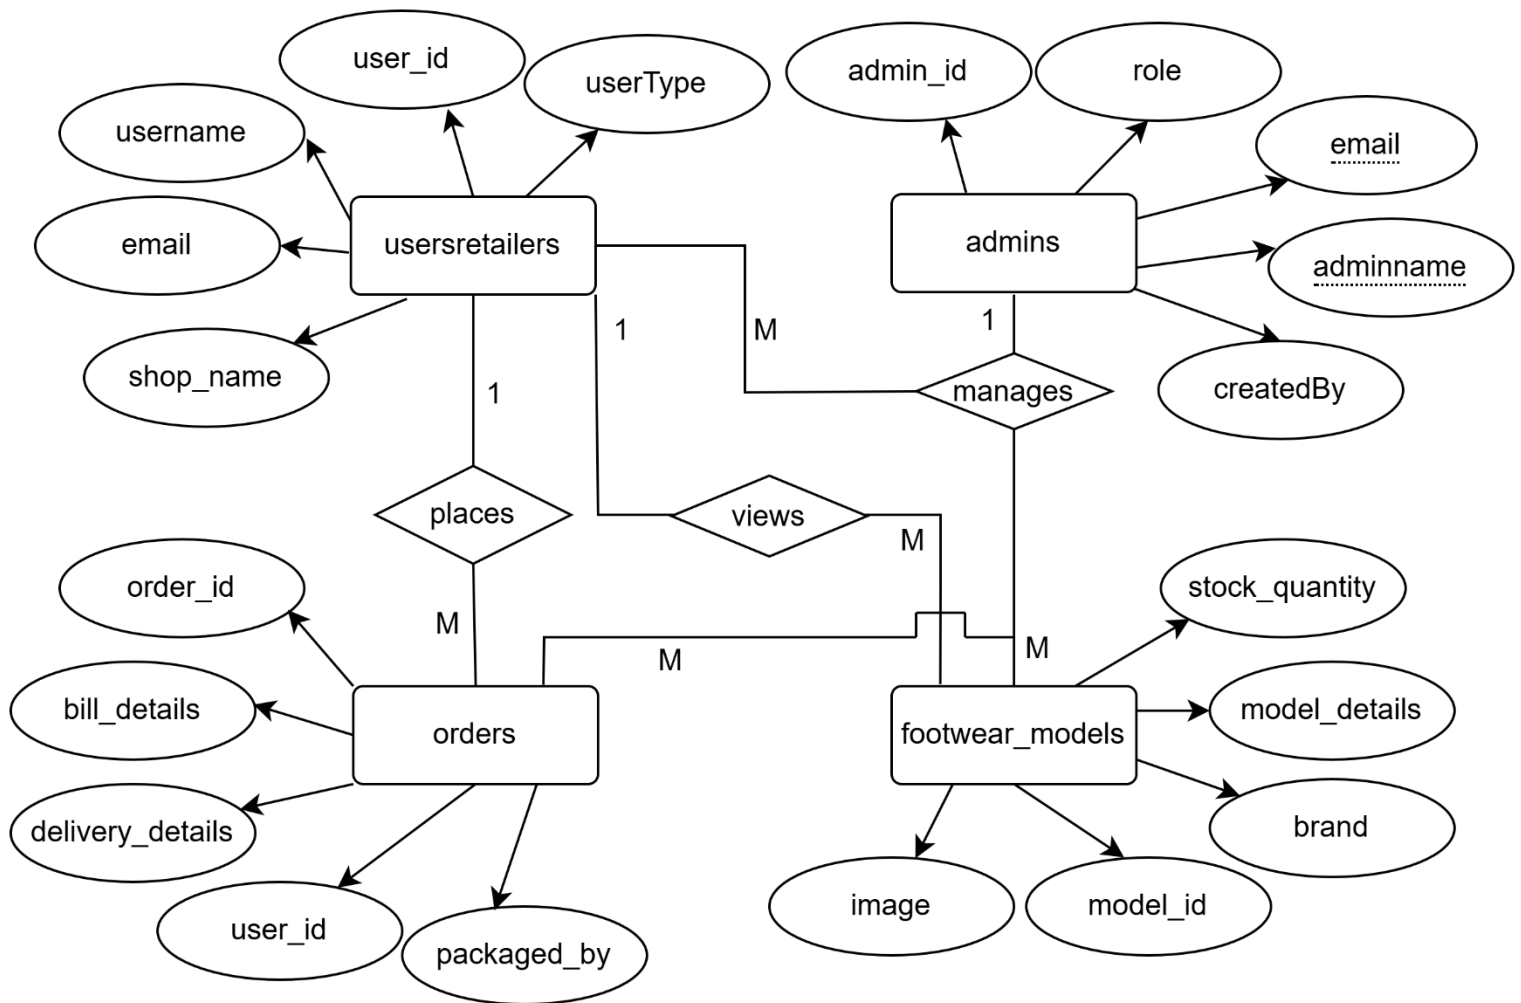 user_id
userType
username
email
shop_name
usersretailers
admin_id
role
email
adminname
createdBy
admins
1
M
1
manages
1
places
views
M
M
M
M
order_id
bill_details
delivery_details
user_id
packaged_by
orders
stock_quantity
model_details
brand
model_id
image
footwear_models